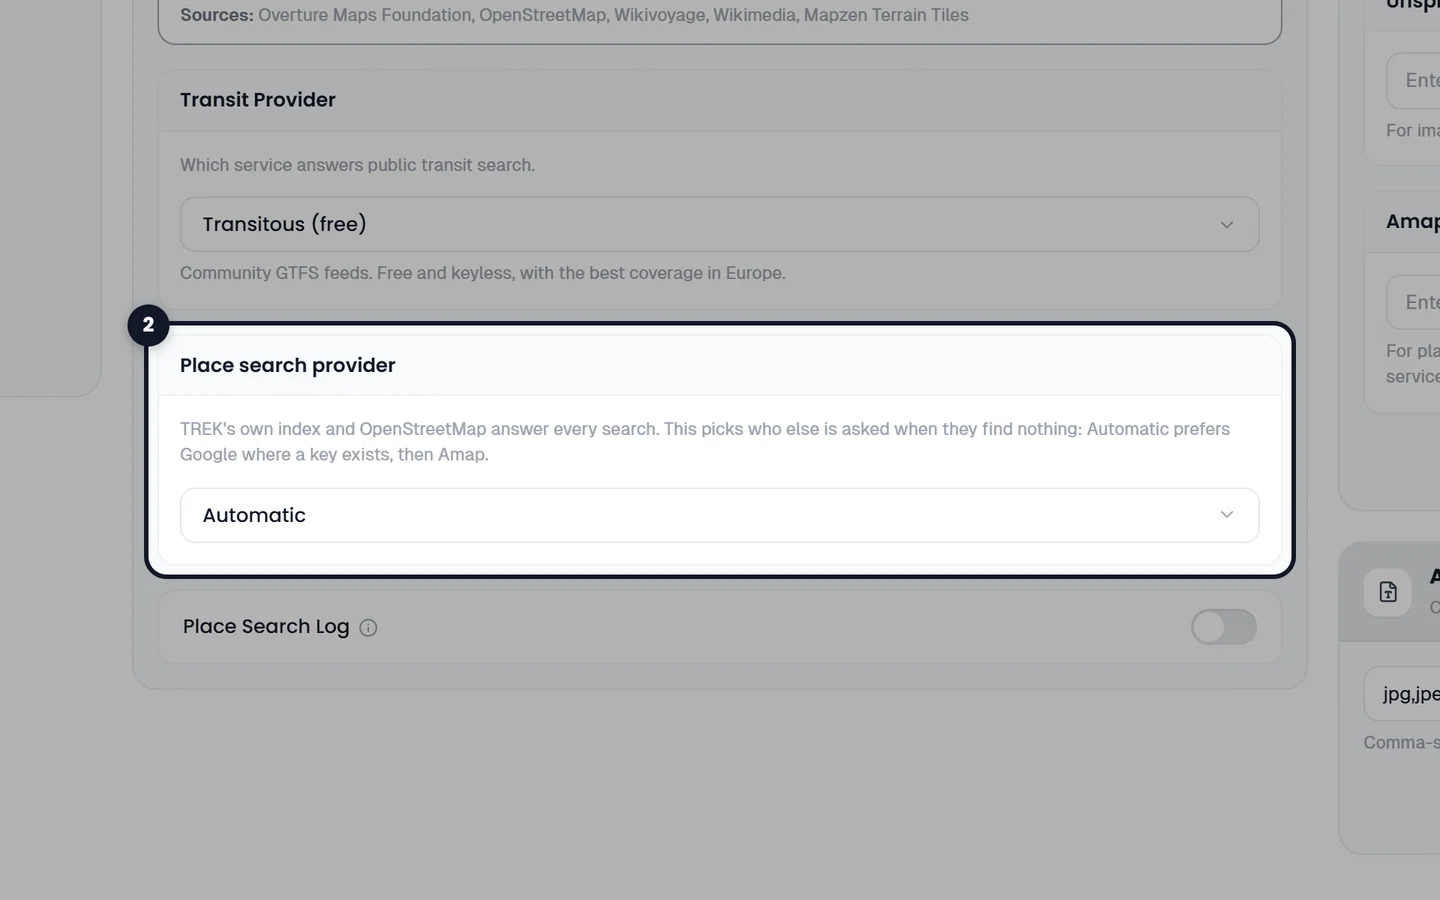 Sources: Overture Maps Foundation, OpenStreetMap, Wikivoyage, Wikimedia, Mapzen Terrain Tiles
Transit Provider
Which service answers public transit search.
Transitous (free)
Community GTFS feeds. Free and keyless, with the best coverage in Europe.
2
Place search provider
TREK's own index and OpenStreetMap answer every search. This picks who else is asked when they find nothing: Automatic prefers
Google where a key exists, then Amap.
Automatic
Place Search Log
Ente
For ima
Amap
Ente
For pla
service
A
C
jpg,jpe
Comma-s